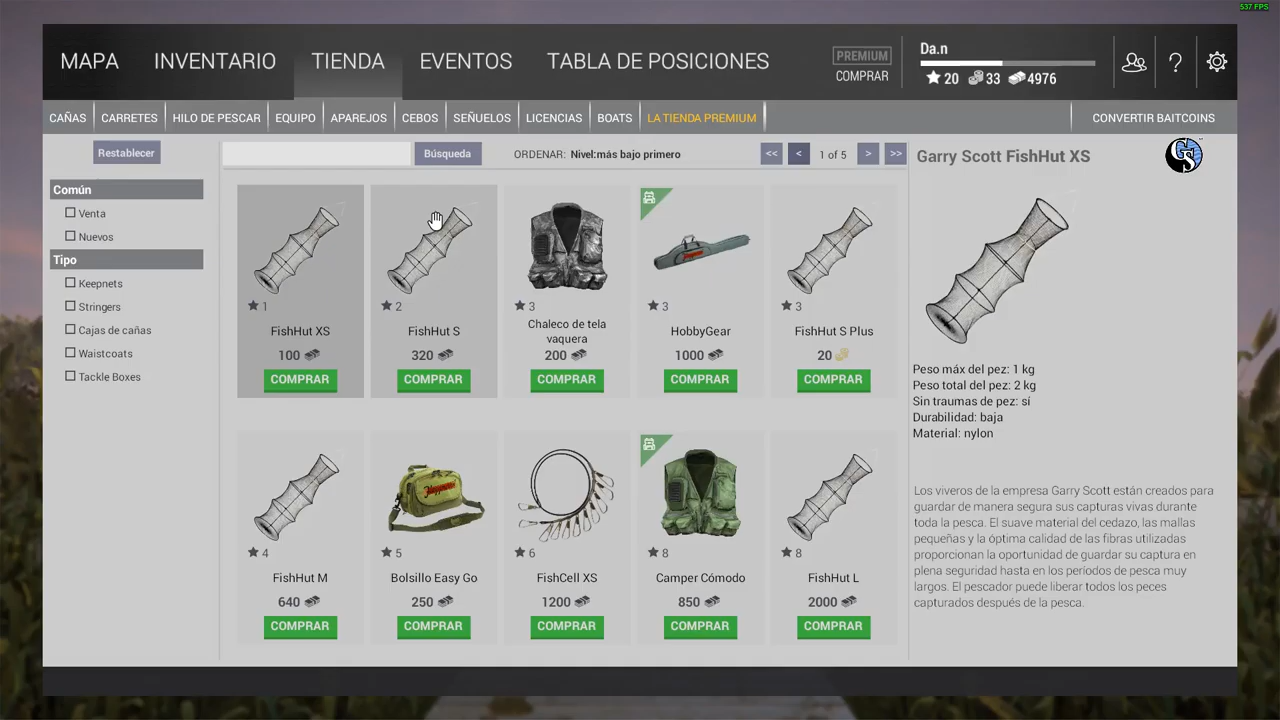 537 FPS
MAPA
INVENTARIO
TIENDA
EVENTOS
TABLA DE POSICIONES
PREMIUM
COMPRAR
Da.n
20 33 4976
?
CAÑAS
CARRETES
HILO DE PESCAR
EQUIPO
APAREJOS
CEBOS
SEÑUELOS
LICENCIAS
BOATS
LA TIENDA PREMIUM
CONVERTIR BAITCOINS
Restablecer
Común
Venta
Nuevos
Tipo
Keepnets
Stringers
Cajas de cañas
Waistcoats
Tackle Boxes
Búsqueda
ORDENAR: Nivel:más bajo primero
<< < 1 of 5 > >>
1
FishHut XS
100
COMPRAR
2
FishHut S
320
COMPRAR
3
Chaleco de tela
vaquera
200
COMPRAR
3
HobbyGear
1000
COMPRAR
3
FishHut S Plus
20
COMPRAR
4
FishHut M
640
COMPRAR
5
Bolsillo Easy Go
250
COMPRAR
6
FishCell XS
1200
COMPRAR
8
Camper Cómodo
850
COMPRAR
8
FishHut L
2000
COMPRAR
Garry Scott FishHut XS
GS
Peso máx del pez: 1 kg
Peso total del pez: 2 kg
Sin traumas de pez: sí
Durabilidad: baja
Material: nylon
Los viveros de la empresa Garry Scott están creados para
guardar de manera segura sus capturas vivas durante
toda la pesca. El suave material del cedazo, las mallas
pequeñas y la óptima calidad de las fibras utilizadas
proporcionan la oportunidad de guardar su captura en
plena seguridad hasta en los períodos de pesca muy
largos. El pescador puede liberar todos los peces
capturados después de la pesca.